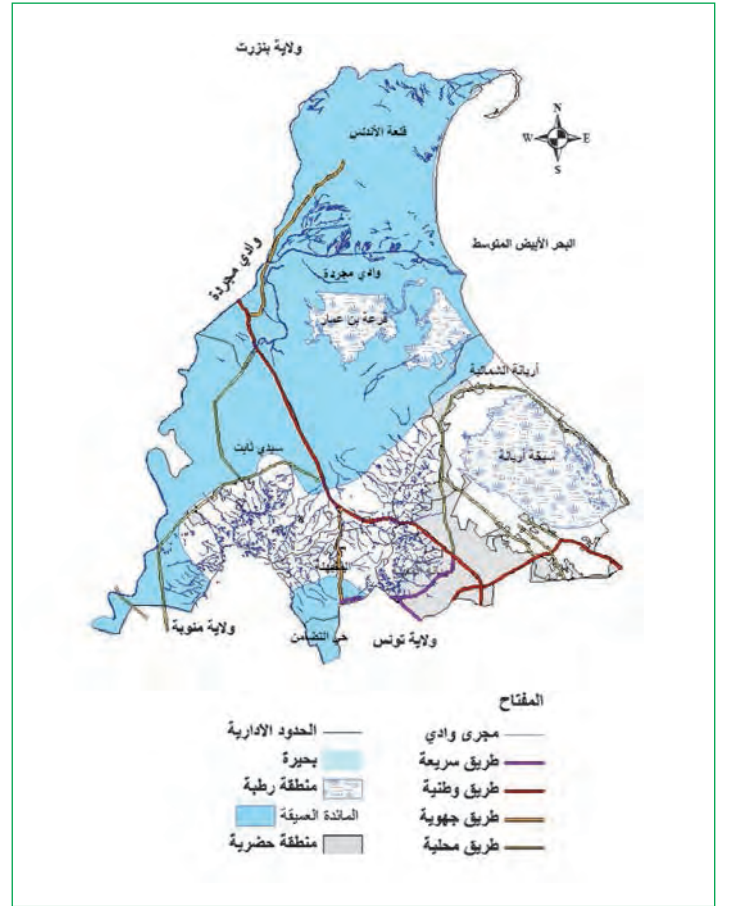 ولاية بنزرت
قلعة الأندلس
N
W
E
S
البحر الأبيض المتوسط
وادي مجردة
وادي مجردة
قرعة بن عمار
أريانة الشمالية
سيدي ثابت
سبخة أريانة
ولاية منوبة
حي التضامن
ولاية تونس
المفتاح
مجرى وادي
الحدود الادارية
طريق سريعة
بحيرة
طريق وطنية
منطقة رطبة
طريق جهوية
المائدة العميقة
طريق محلية
منطقة حضرية